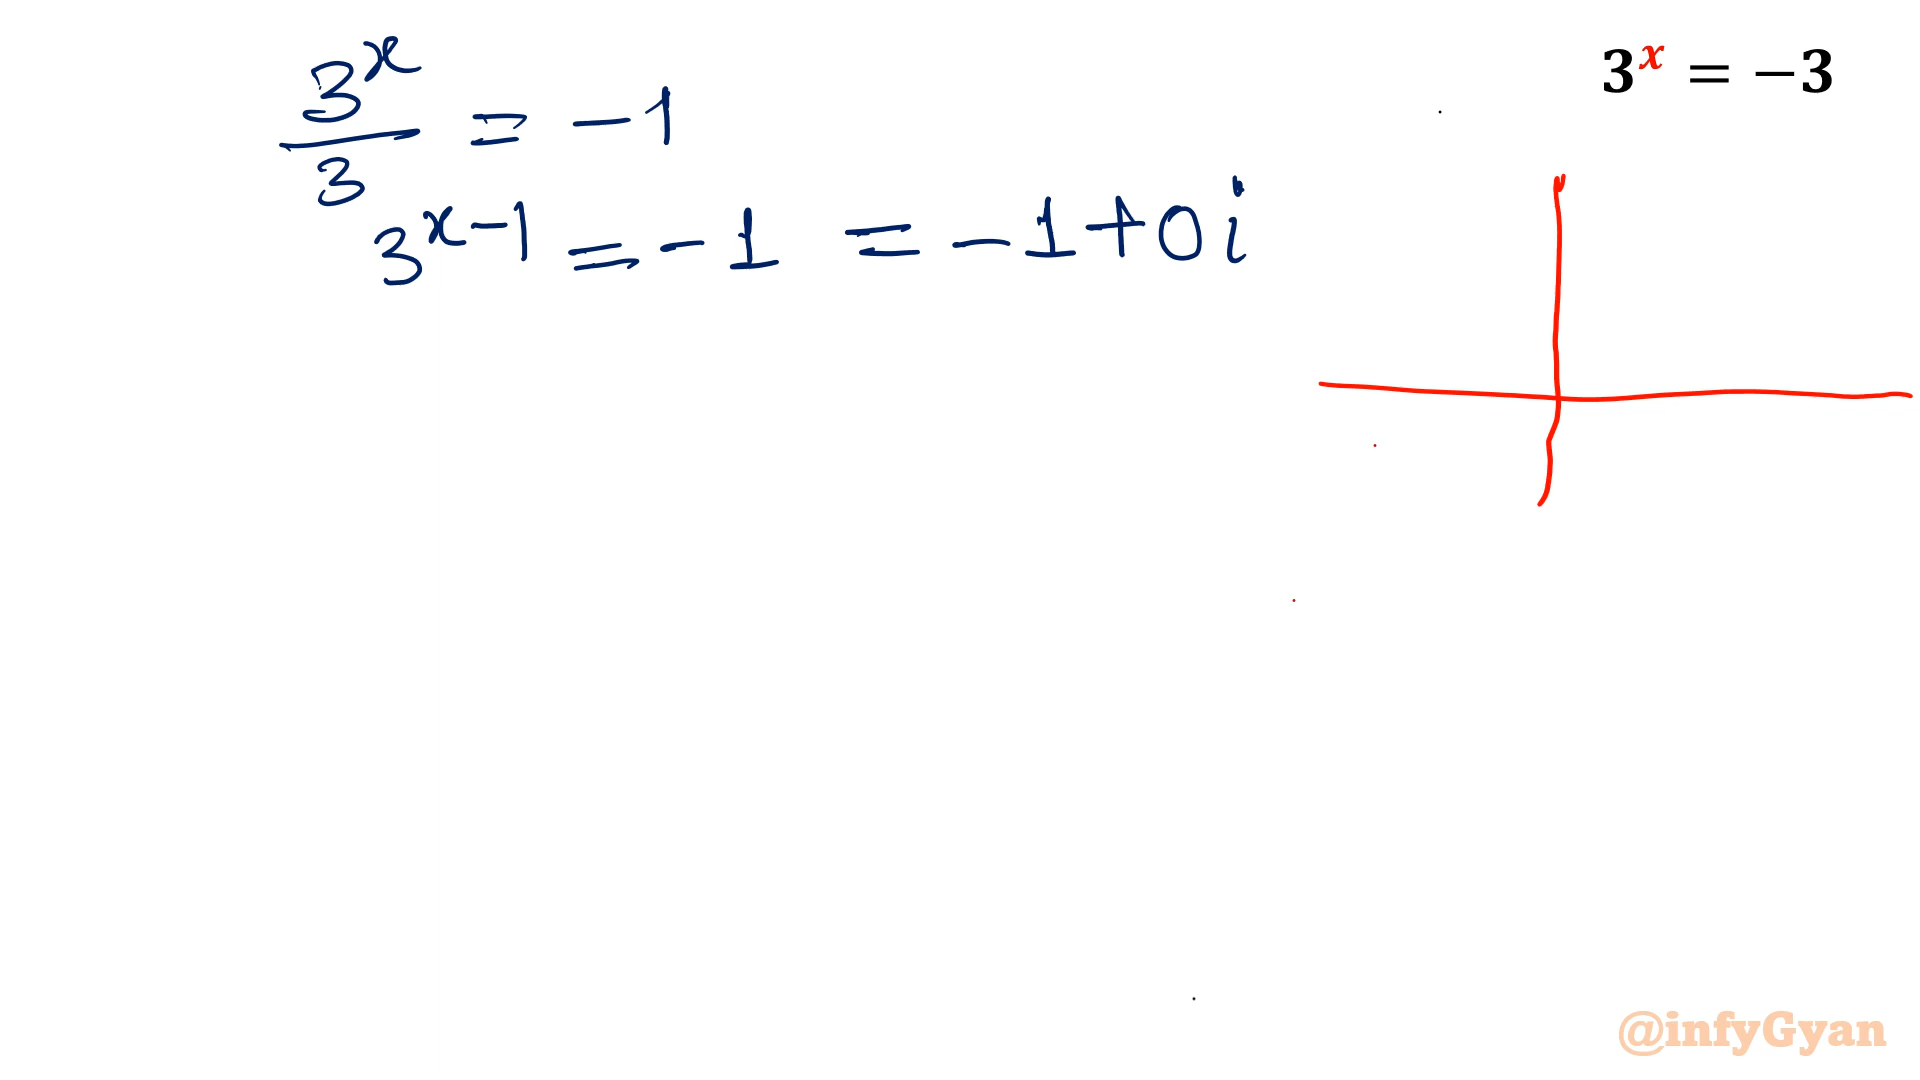 3^x = -3
3^x/3 = -1
3^(x-1) = -1 = -1+0i
@infyGyan